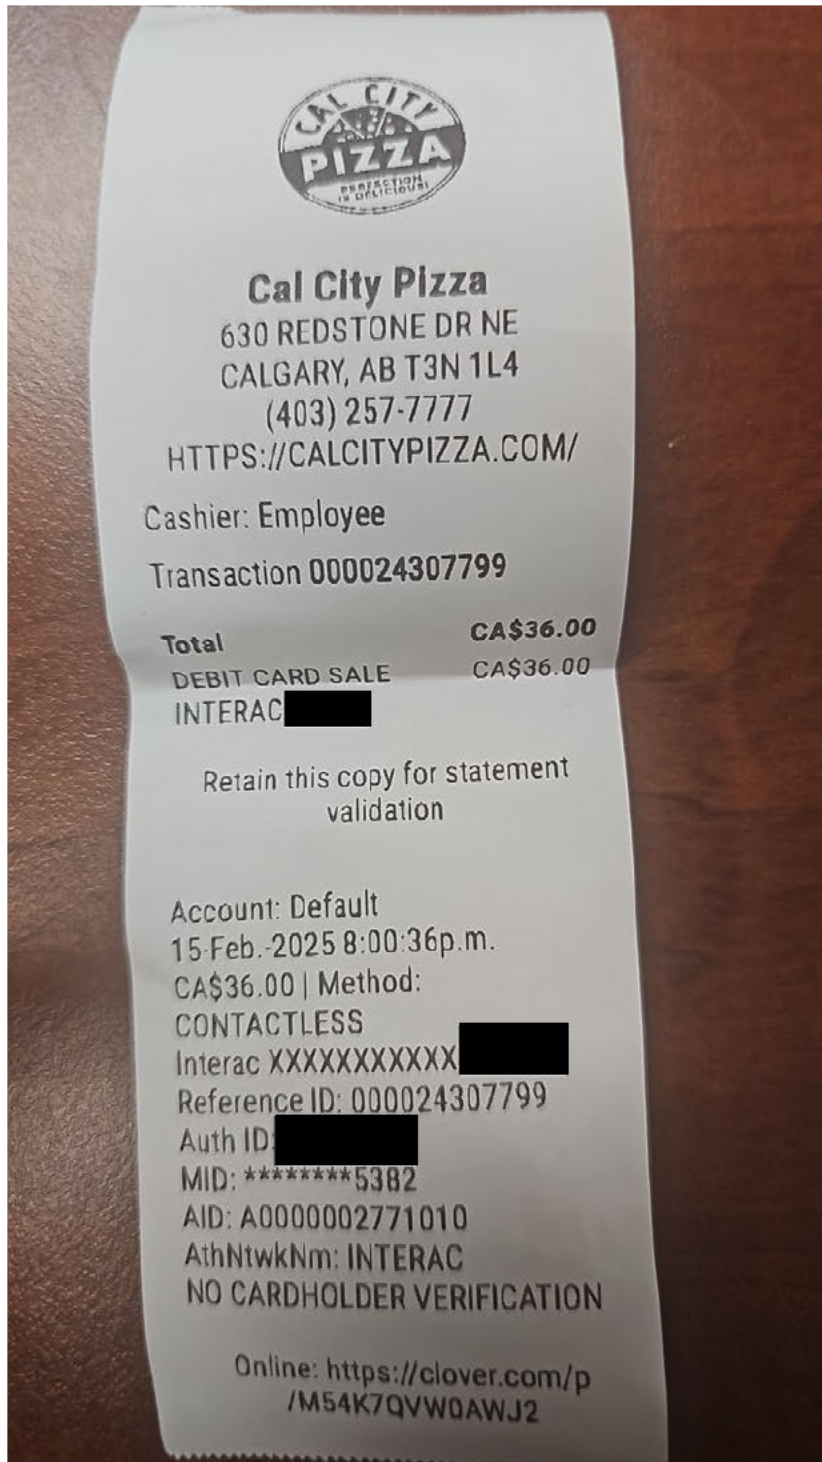 CAL CITY
PIZZA
PERFECTION
IS DELICIOUS!
Cal City Pizza
630 REDSTONE DR NE
CALGARY, AB T3N 1L4
(403) 257-7777
HTTPS://CALCITYPIZZA.COM/
Cashier: Employee
Transaction 000024307799
Total CA$36.00
DEBIT CARD SALE CA$36.00
INTERAC
Retain this copy for statement
validation
Account: Default
15-Feb.-2025 8:00:36p.m.
CA$36.00 | Method:
CONTACTLESS
Interac XXXXXXXXXXX
Reference ID: 000024307799
Auth ID:
MID: ********5382
AID: A0000002771010
AthNtwkNm: INTERAC
NO CARDHOLDER VERIFICATION
Online: https://clover.com/p
/M54K7QVW0AWJ2